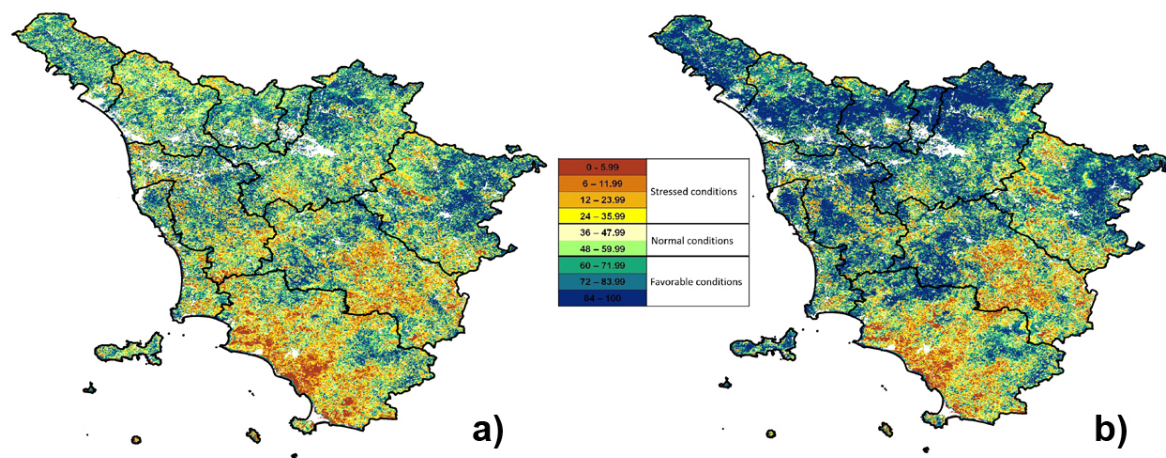 0 - 5.99
6 - 11.99
12 - 23.99
24 - 35.99
Stressed conditions
36 - 47.99
48 - 59.99
Normal conditions
60 - 71.99
72 - 83.99
84 - 100
Favorable conditions
a)
b)